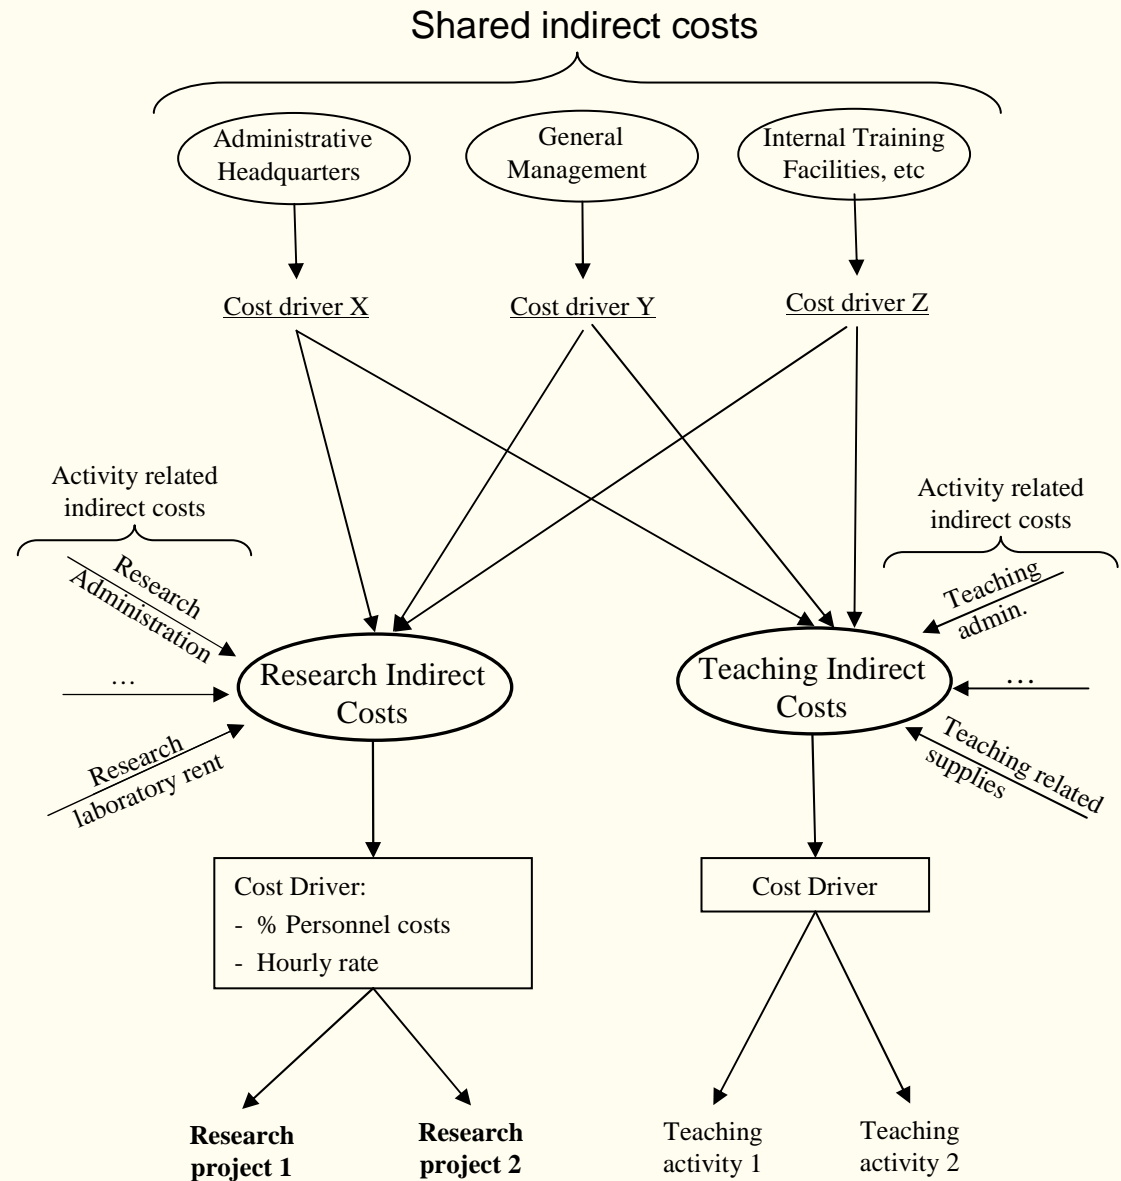 Shared indirect costs
Administrative
Headquarters
General
Management
Internal Training
Facilities, etc
Cost driver X
Cost driver Y
Cost driver Z
Activity related
indirect costs
Activity related
indirect costs
Research
Administration
…
Research
laboratory rent
Research Indirect
Costs
Teaching Indirect
Costs
Teaching
admin.
…
Teaching related
supplies
Cost Driver:
- % Personnel costs
- Hourly rate
Cost Driver
Research
project 1
Research
project 2
Teaching
activity 1
Teaching
activity 2